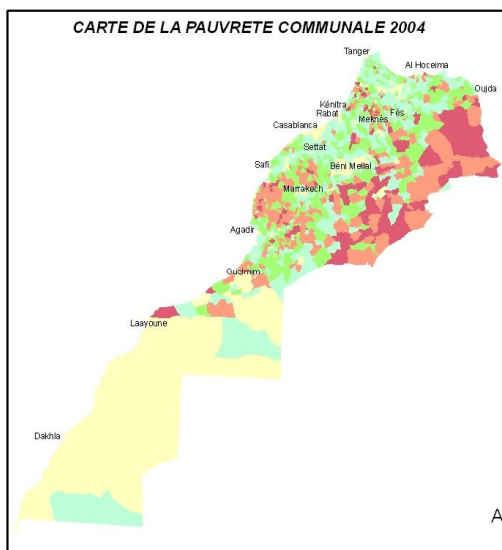 CARTE DE LA PAUVRETE COMMUNALE 2004
Tanger
Al Hoceima
Oujda
Kénitra
Rabat
Fès
Meknès
Casablanca
Settat
Safi
Béni Mellal
Marrakech
Agadir
Guelmim
Laayoune
Dakhla
A